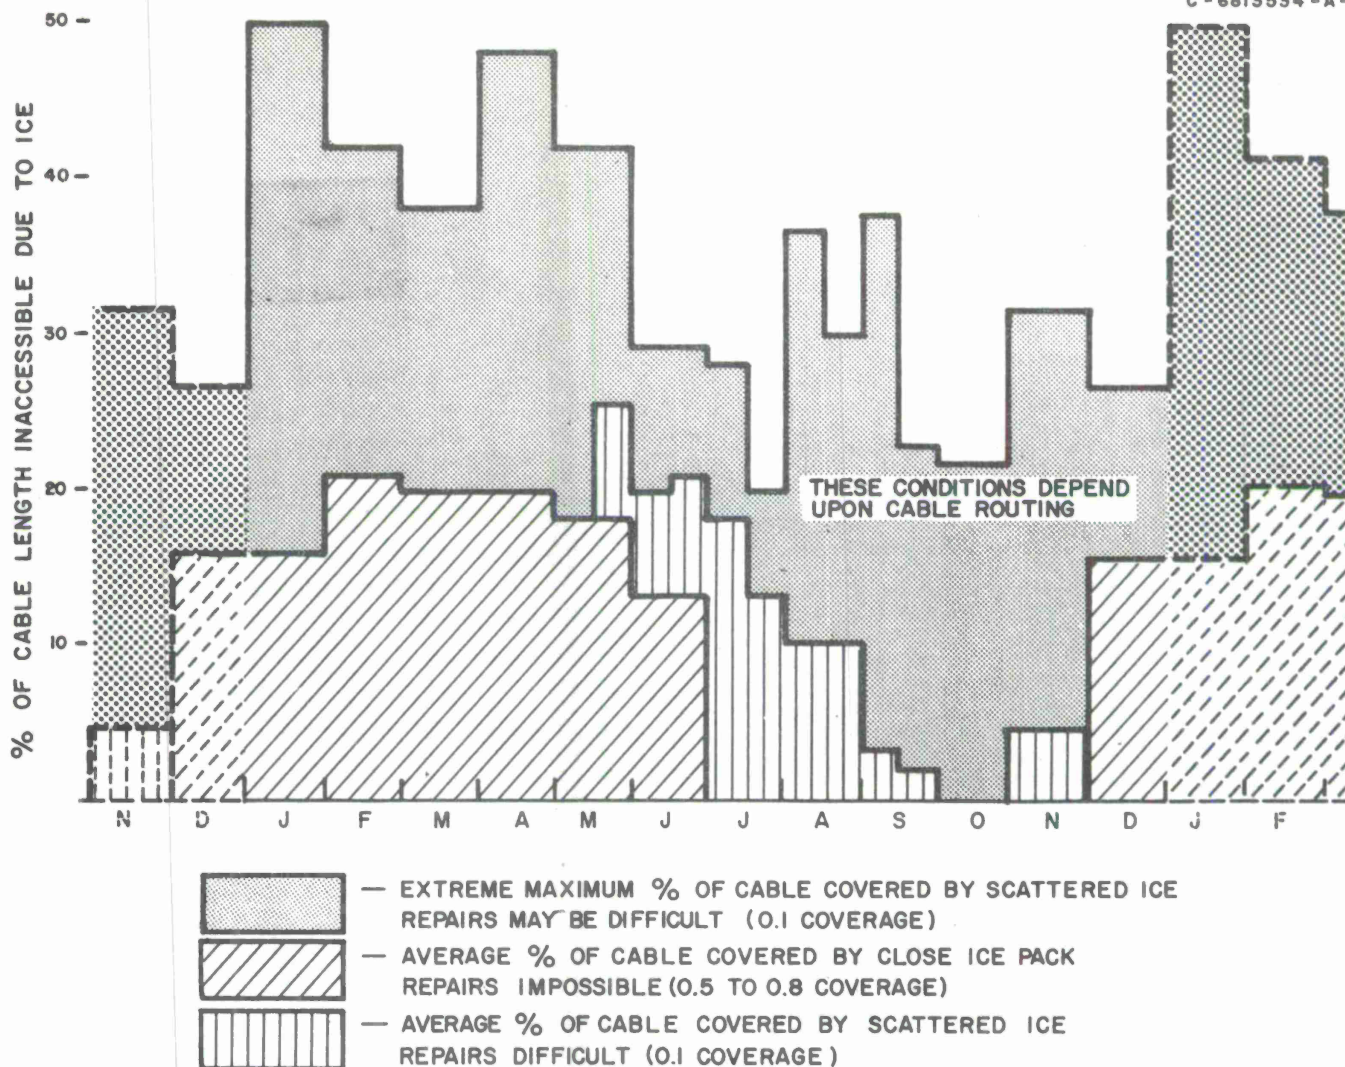 50
% OF CABLE LENGTH INACCESSIBLE DUE TO ICE
40
30
20
10
THESE CONDITIONS DEPEND
UPON CABLE ROUTING
N D J F M A M J J A S O N D J F
— EXTREME MAXIMUM % OF CABLE COVERED BY SCATTERED ICE
REPAIRS MAY BE DIFFICULT (0.1 COVERAGE)
— AVERAGE % OF CABLE COVERED BY CLOSE ICE PACK
REPAIRS IMPOSSIBLE (0.5 TO 0.8 COVERAGE)
— AVERAGE % OF CABLE COVERED BY SCATTERED ICE
REPAIRS DIFFICULT (0.1 COVERAGE)